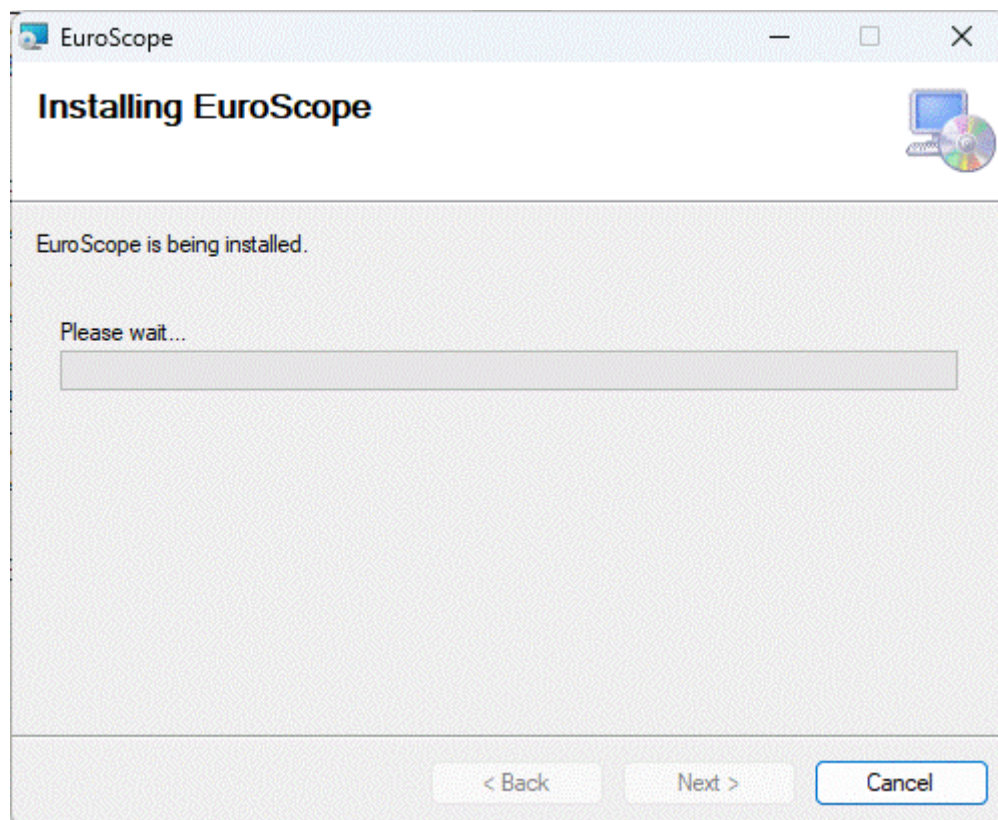 EuroScope
Installing EuroScope
EuroScope is being installed.
Please wait...
< Back
Next >
Cancel